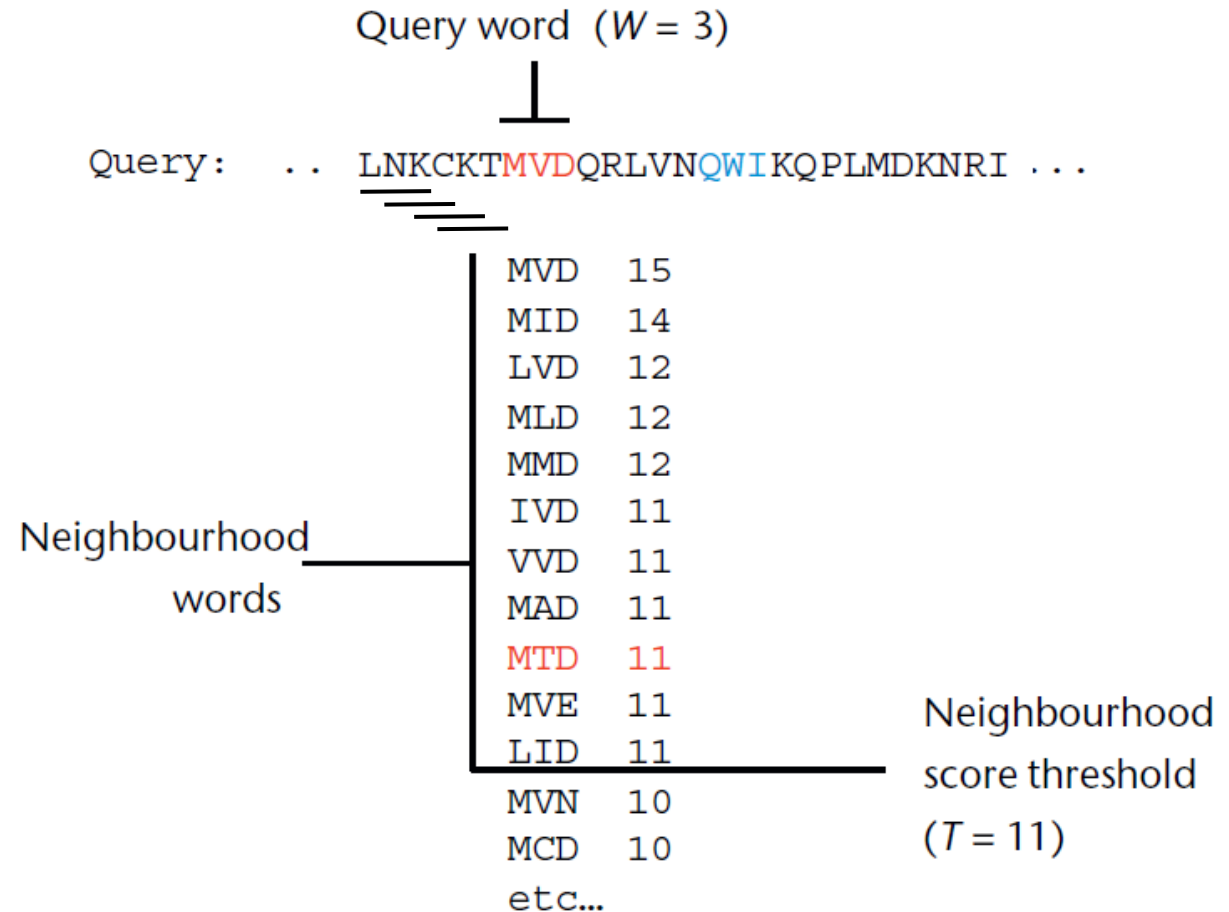 Query word (W = 3)
Query: .. LNKCKTMVDQRLVNQWIKQPLMDKNRI ...
MVD 15
MID 14
LVD 12
MLD 12
MMD 12
IVD 11
VVD 11
MAD 11
MTD 11
MVE 11
LID 11
MVN 10
MCD 10
etc…
Neighbourhood
words
Neighbourhood
score threshold
(T = 11)